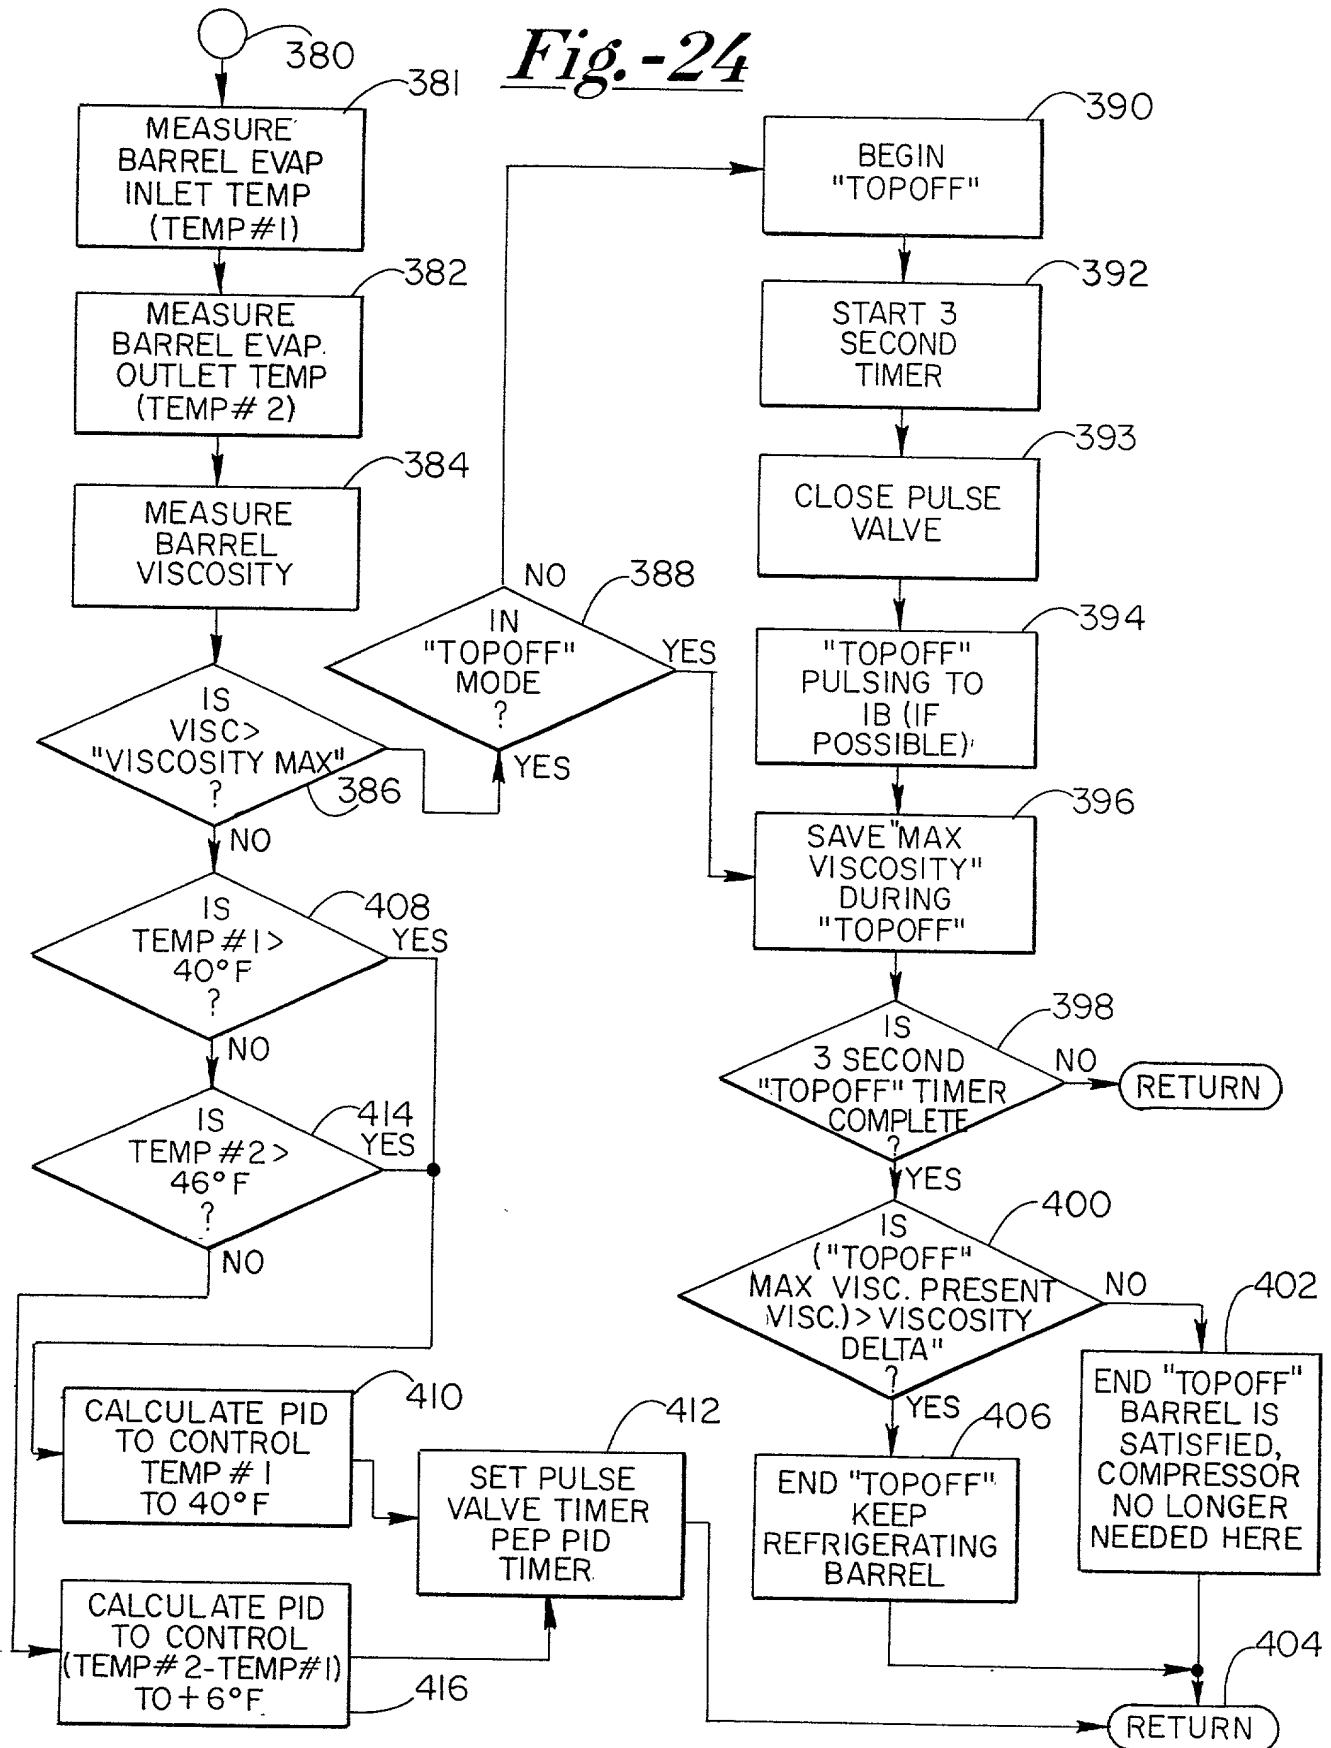 Fig.-24
380
381
MEASURE
BARREL EVAP
INLET TEMP
(TEMP#1)
382
MEASURE
BARREL EVAP.
OUTLET TEMP
(TEMP# 2)
384
MEASURE
BARREL
VISCOSITY
IS
VISC>
"VISCOSITY MAX"
?
386
YES
NO
388
IN
"TOPOFF"
MODE
?
NO
YES
408
IS
TEMP #1>
40°F
?
YES
NO
414
IS
TEMP #2>
46°F
?
YES
NO
410
CALCULATE PID
TO CONTROL
TEMP # 1
TO 40°F
412
SET PULSE
VALVE TIMER
PEP PID
TIMER
CALCULATE PID
TO CONTROL
(TEMP#2-TEMP#1)
TO+6°F
416
390
BEGIN
"TOPOFF"
392
START 3
SECOND
TIMER
393
CLOSE PULSE
VALVE
394
"TOPOFF"
PULSING TO
IB (IF
POSSIBLE)
396
SAVE "MAX
VISCOSITY"
DURING
"TOPOFF"
398
IS
3 SECOND
"TOPOFF" TIMER
COMPLETE
?
NO
RETURN
YES
400
IS
("TOPOFF"
MAX VISC. PRESENT
VISC.)>VISCOSITY
DELTA"
?
NO
YES
402
END "TOPOFF"
BARREL IS
SATISFIED,
COMPRESSOR
NO LONGER
NEEDED HERE
406
END "TOPOFF"
KEEP
REFRIGERATING
BARREL
404
RETURN